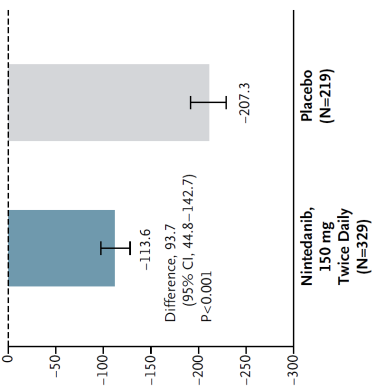 0
−50
−100
−150
−200
−250
−300
−113.6
−207.3
Difference, 93.7
(95% CI, 44.8–142.7)
P<0.001
Nintedanib,
150 mg
Twice Daily
(N=329)
Placebo
(N=219)